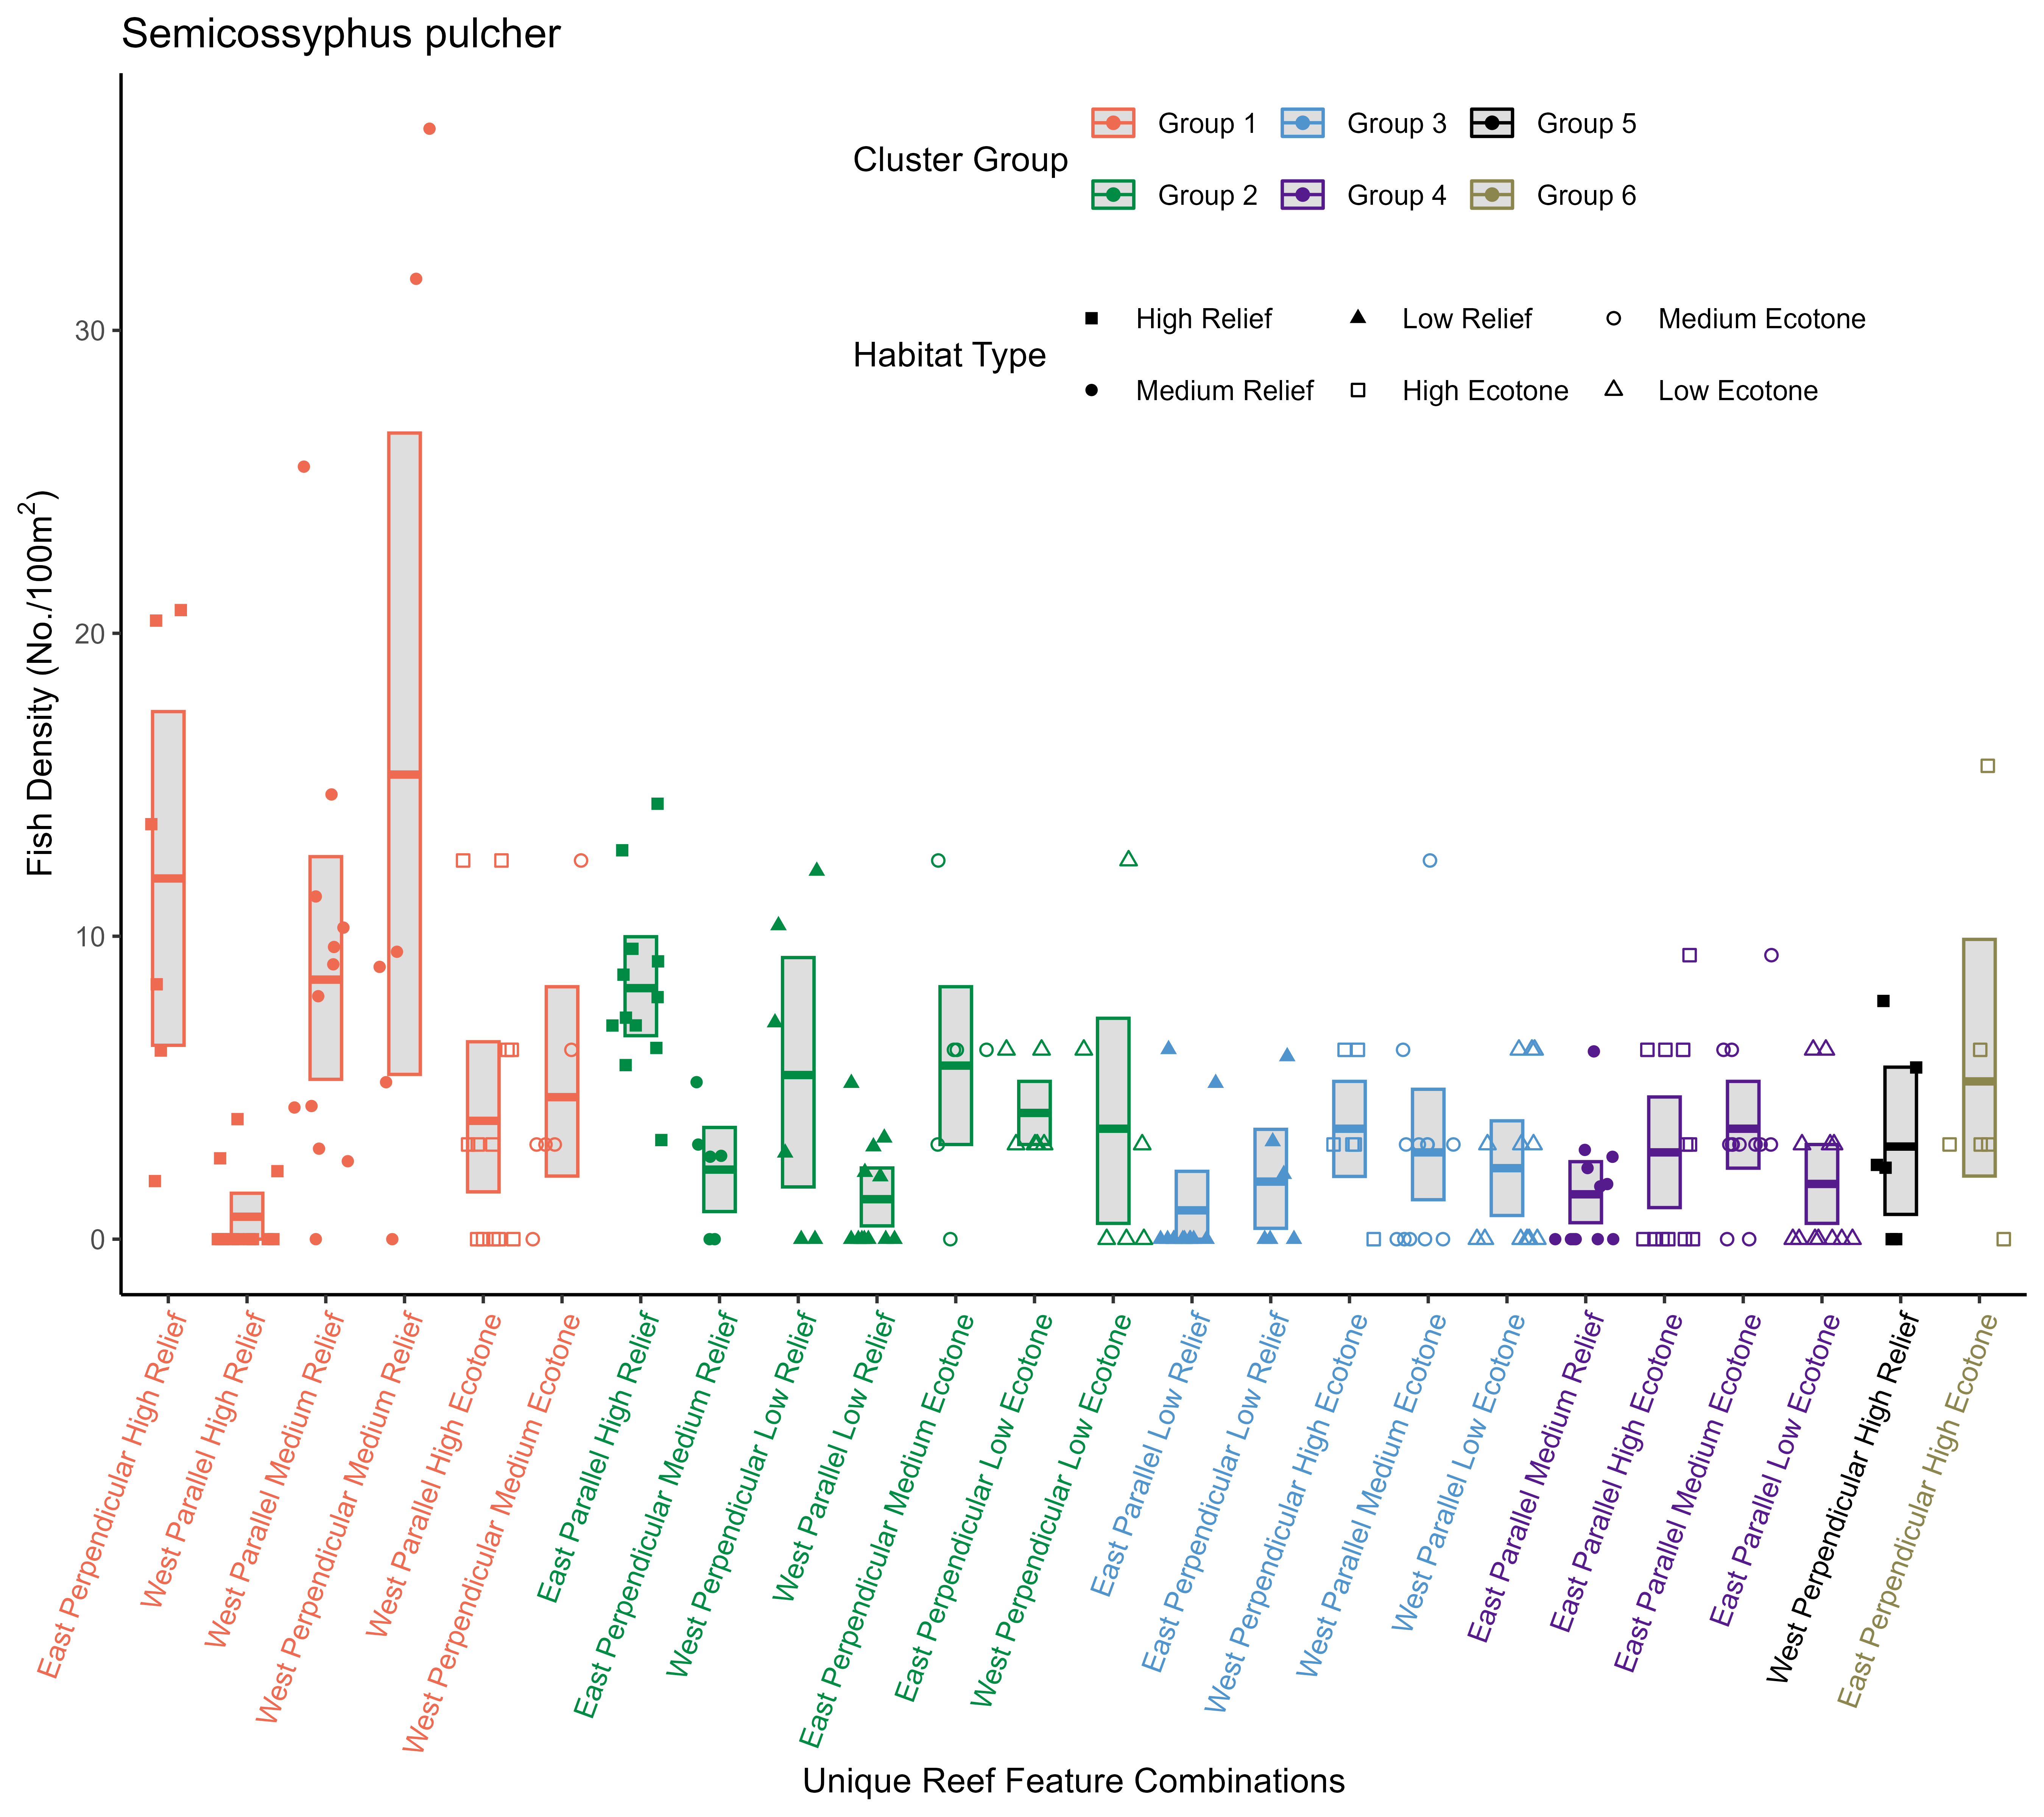 Semicossyphus pulcher
Cluster Group
Group 1
Group 3
Group 5
Group 2
Group 4
Group 6
Habitat Type
High Relief
Low Relief
Medium Ecotone
Medium Relief
High Ecotone
Low Ecotone
Fish Density (No./100m²)
30
20
10
0
East Perpendicular High Relief
West Parallel High Relief
West Parallel Medium Relief
West Perpendicular Medium Relief
West Parallel High Ecotone
West Perpendicular Medium Ecotone
East Parallel High Relief
East Perpendicular Medium Relief
West Perpendicular Low Relief
West Parallel Low Relief
East Perpendicular Medium Ecotone
East Perpendicular Low Ecotone
West Perpendicular Low Ecotone
East Parallel Low Relief
East Perpendicular Low Relief
West Perpendicular High Ecotone
West Parallel Medium Ecotone
West Parallel Low Ecotone
East Parallel Medium Relief
East Parallel High Ecotone
East Parallel Medium Ecotone
East Parallel Low Ecotone
West Perpendicular High Relief
East Perpendicular High Ecotone
Unique Reef Feature Combinations